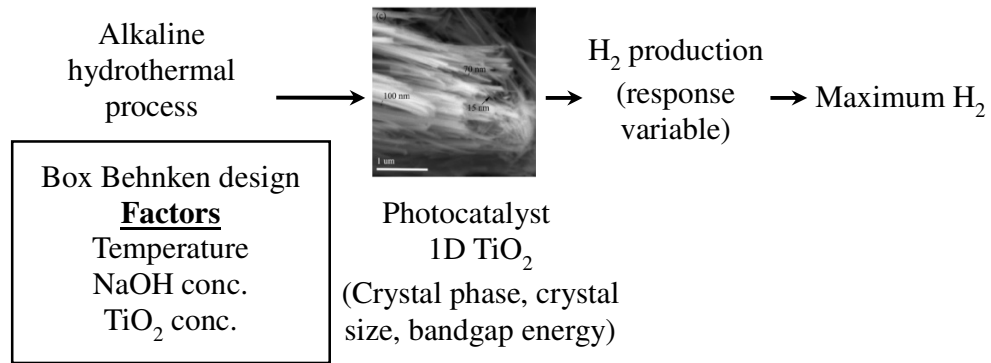 Alkaline
hydrothermal
process
Box Behnken design
Factors
Temperature
NaOH conc.
TiO₂ conc.
(c)
70 nm
100 nm
15 nm
1 um
Photocatalyst
1D TiO₂
(Crystal phase, crystal
size, bandgap energy)
H₂ production
(response
variable)
Maximum H₂